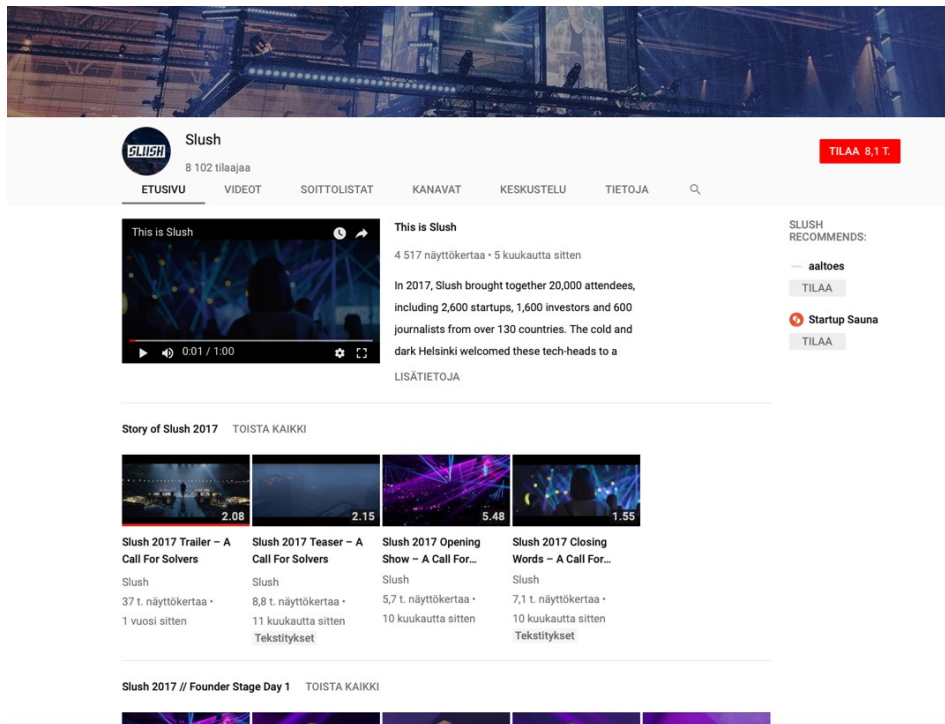 SLUSH
Slush
8 102 tilaajaa
TILAA 8,1 T.
ETUSIVU VIDEOT SOITTOLISTAT KANAVAT KESKUSTELU TIETOJA
This is Slush
0:01 / 1:00
This is Slush
4 517 näyttökertaa • 5 kuukautta sitten
In 2017, Slush brought together 20,000 attendees,
including 2,600 startups, 1,600 investors and 600
journalists from over 130 countries. The cold and
dark Helsinki welcomed these tech-heads to a
LISÄTIETOJA
SLUSH
RECOMMENDS:
aaltoes
TILAA
Startup Sauna
TILAA
Story of Slush 2017 TOISTA KAIKKI
2.08
Slush 2017 Trailer – A
Call For Solvers
Slush
37 t. näyttökertaa •
1 vuosi sitten
2.15
Slush 2017 Teaser – A
Call For Solvers
Slush
8,8 t. näyttökertaa •
11 kuukautta sitten
Tekstitykset
5.48
Slush 2017 Opening
Show – A Call For...
Slush
5,7 t. näyttökertaa •
10 kuukautta sitten
1.55
Slush 2017 Closing
Words – A Call For...
Slush
7,1 t. näyttökertaa •
10 kuukautta sitten
Tekstitykset
Slush 2017 // Founder Stage Day 1 TOISTA KAIKKI